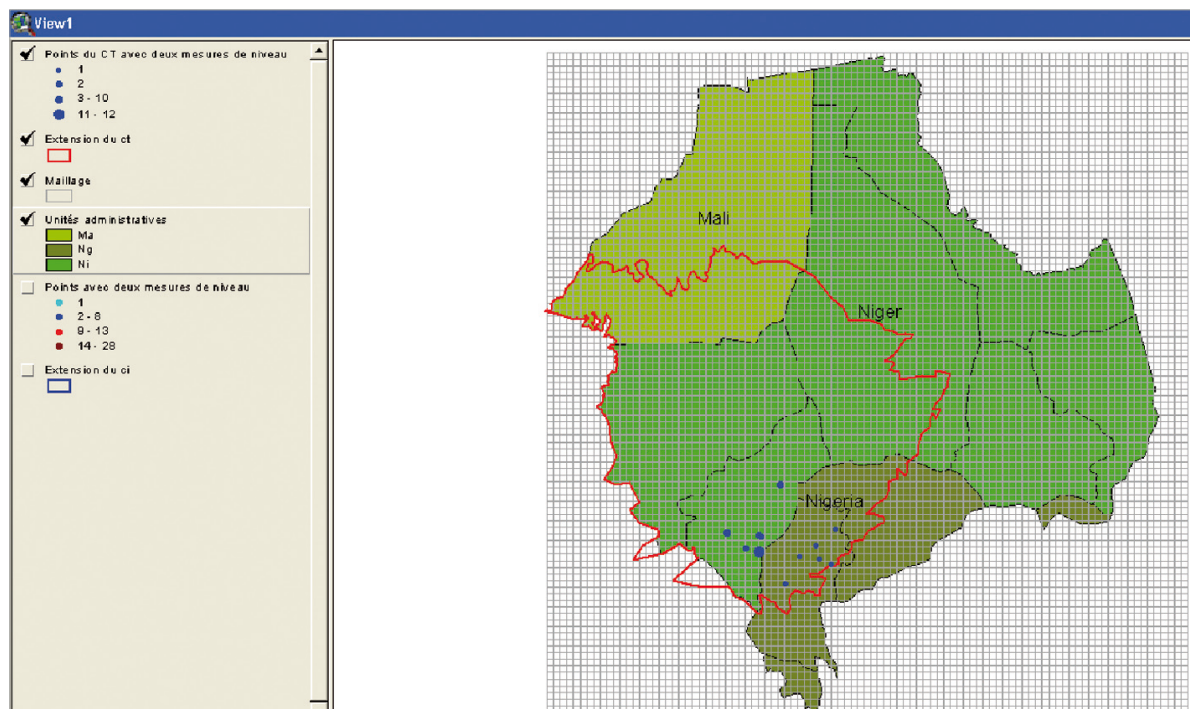 View1
Points du CT avec deux mesures de niveau
1
2
3 - 10
11 - 12
Extension du ct
Maillage
Unités administratives
Ma
Ng
Ni
Points avec deux mesures de niveau
1
2 - 8
9 - 13
14 - 28
Extension du ci
Mali
Niger
Nigeria